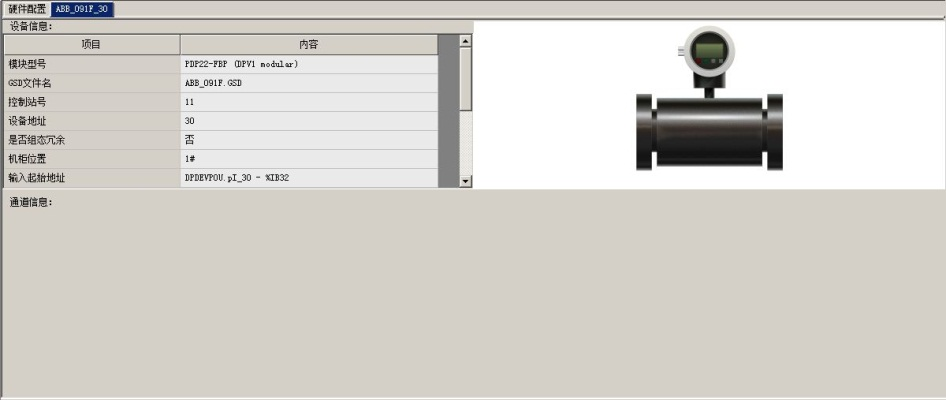 硬件配置 ABB_091F_30
设备信息:
项目 内容
模块型号 PDP22-FBP (DPV1 modular)
GSD文件名 ABB_091F.GSD
控制站号 11
设备地址 30
是否组态冗余 否
机柜位置 1#
输入起始地址 DPDEVPOU.pI_30 - %IB32
通道信息: